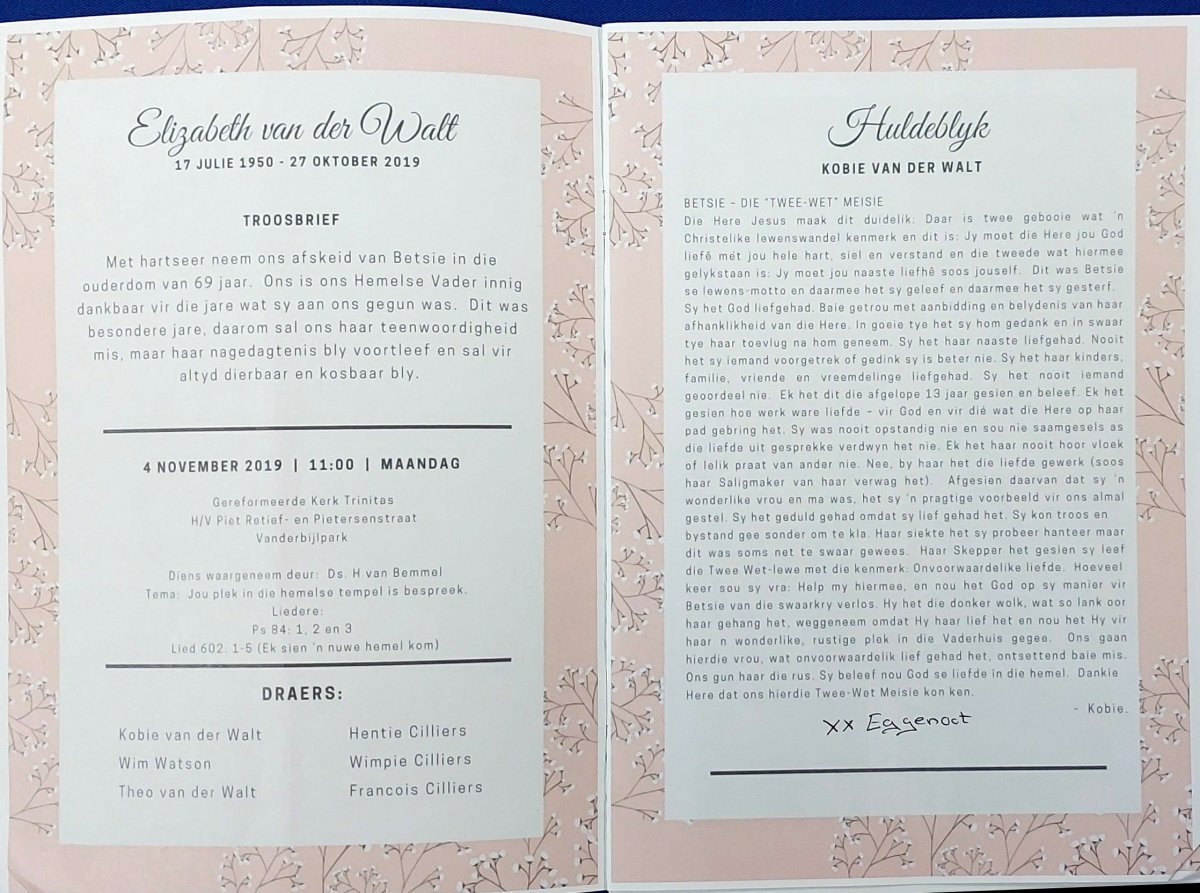 Elizabeth van der Walt
17 JULIE 1950 - 27 OKTOBER 2019
TROOSBRIEF
Met hartseer neem ons afskeid van Betsie in die
ouderdom van 69 jaar. Ons is ons Hemelse Vader innig
dankbaar vir die jare wat sy aan ons gegun was. Dit was
besondere jare, daarom sal ons haar teenwoordigheid
mis, maar haar nagedagtenis bly voortleef en sal vir
altyd dierbaar en kosbaar bly.
4 NOVEMBER 2019 | 11:00 | MAANDAG
Gereformeerde Kerk Trinitas
H/V Piet Retief- en Pietersenstraat
Vanderbijlpark
Diens waargeneem deur: Ds. H van Bemmel
Tema: Jou plek in die hemelse tempel is bespreek.
Liedere:
Ps 84: 1, 2 en 3
Lied 602: 1-5 (Ek sien 'n nuwe hemel kom)
DRAERS:
Kobie van der Walt
Wim Watson
Theo van der Walt
Hentie Cilliers
Wimpie Cilliers
Francois Cilliers
Huldeblyk
KOBIE VAN DER WALT
BETSIE – DIE "TWEE-WET" MEISIE
Die Here Jesus maak dit duidelik: Daar is twee gebooie wat 'n
Christelike lewenswandel kenmerk en dit is: Jy moet die Here jou God
liefê met jou hele hart, siel en verstand en die tweede wat hiermee
gelykstaan is: Jy moet jou naaste liefhê soos jouself. Dit was Betsie
se lewens-motto en daarmee het sy geleef en daarmee het sy gesterf.
Sy het God liefgehad. Baie getrou met aanbidding en belydenis van haar
afhanklikheid van die Here. In goeie tye het sy hom gedank en in swaar
tye haar toevlug na hom geneem. Sy het haar naaste liefgehad. Nooit
het sy iemand voorgetrek of gedink sy is beter nie. Sy het haar kinders,
familie, vriende en vreemdelinge liefgehad. Sy het nooit iemand
geoordeel nie. Ek het dit die afgelope 13 jaar gesien en beleef. Ek het
gesien hoe werk ware liefde – vir God en vir dié wat die Here op haar
pad gebring het. Sy was nooit opstandig nie en sou nie saamgesels as
die liefde uit gesprekke verdwyn het nie. Ek het haar nooit hoor vloek
of lelik praat van ander nie. Nee, by haar het die liefde gewerk (soos
haar Saligmaker van haar verwag het). Afgesien daarvan dat sy 'n
wonderlike vrou en ma was, het sy 'n pragtige voorbeeld vir ons almal
gestel. Sy het geduld gehad omdat sy lief gehad het. Sy kon troos en
bystand gee sonder om te kla. Haar siekte het sy probeer hanteer maar
dit was soms net te swaar gewees. Haar Skepper het gesien sy leef
die Twee Wet-lewe met die kenmerk: Onvoorwaardelike liefde. Hoeveel
keer sou sy vra: Help my hiermee, en nou het God op sy manier vir
Betsie van die swaarkry verlos. Hy het die donker wolk, wat so lank oor
haar gehang het, weggeneem omdat Hy haar lief het en nou het Hy vir
haar n wonderlike, rustige plek in die Vaderhuis gegee. Ons gaan
hierdie vrou, wat onvoorwaardelik lief gehad het, ontsettend baie mis.
Ons gun haar die rus. Sy beleef nou God se liefde in die hemel. Dankie
Here dat ons hierdie Twee-Wet Meisie kon ken.
- Kobie.
xx Eggenoot